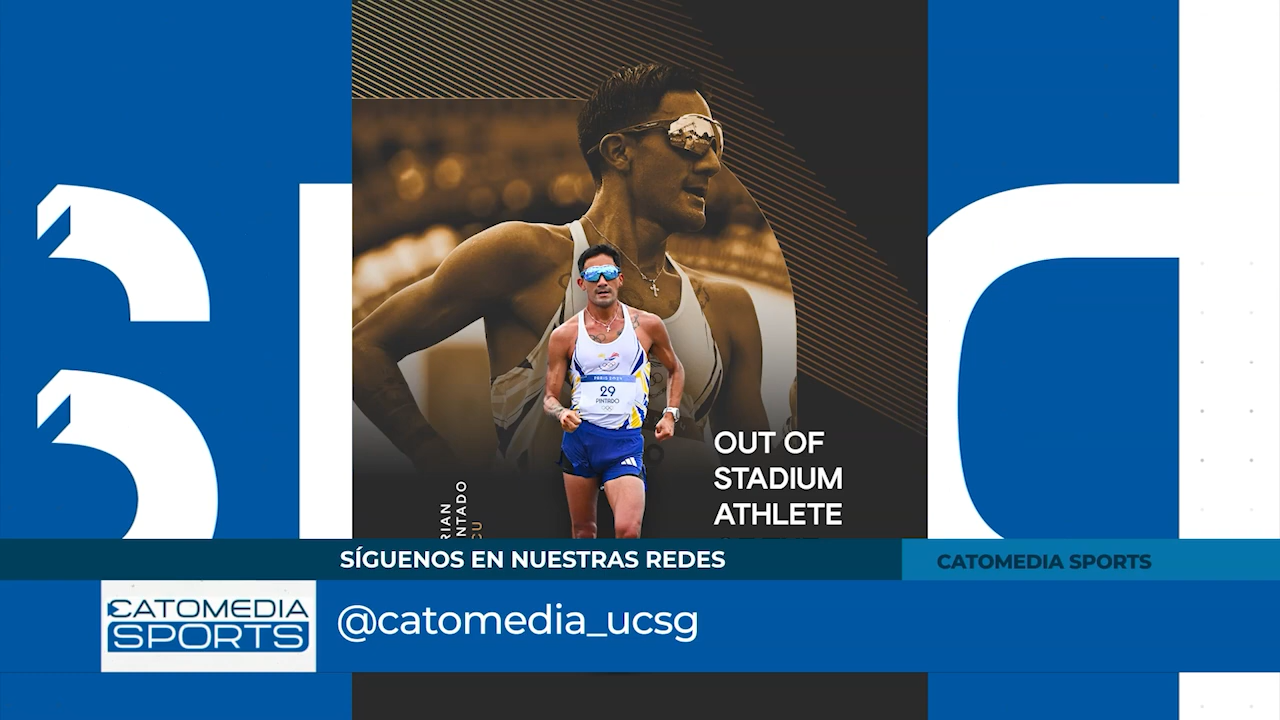 PARIS 2024
29
PINTADO
OUT OF
STADIUM
ATHLETE
SÍGUENOS EN NUESTRAS REDES
CATOMEDIA SPORTS
CATOMEDIA
SPORTS
@catomedia_ucsg